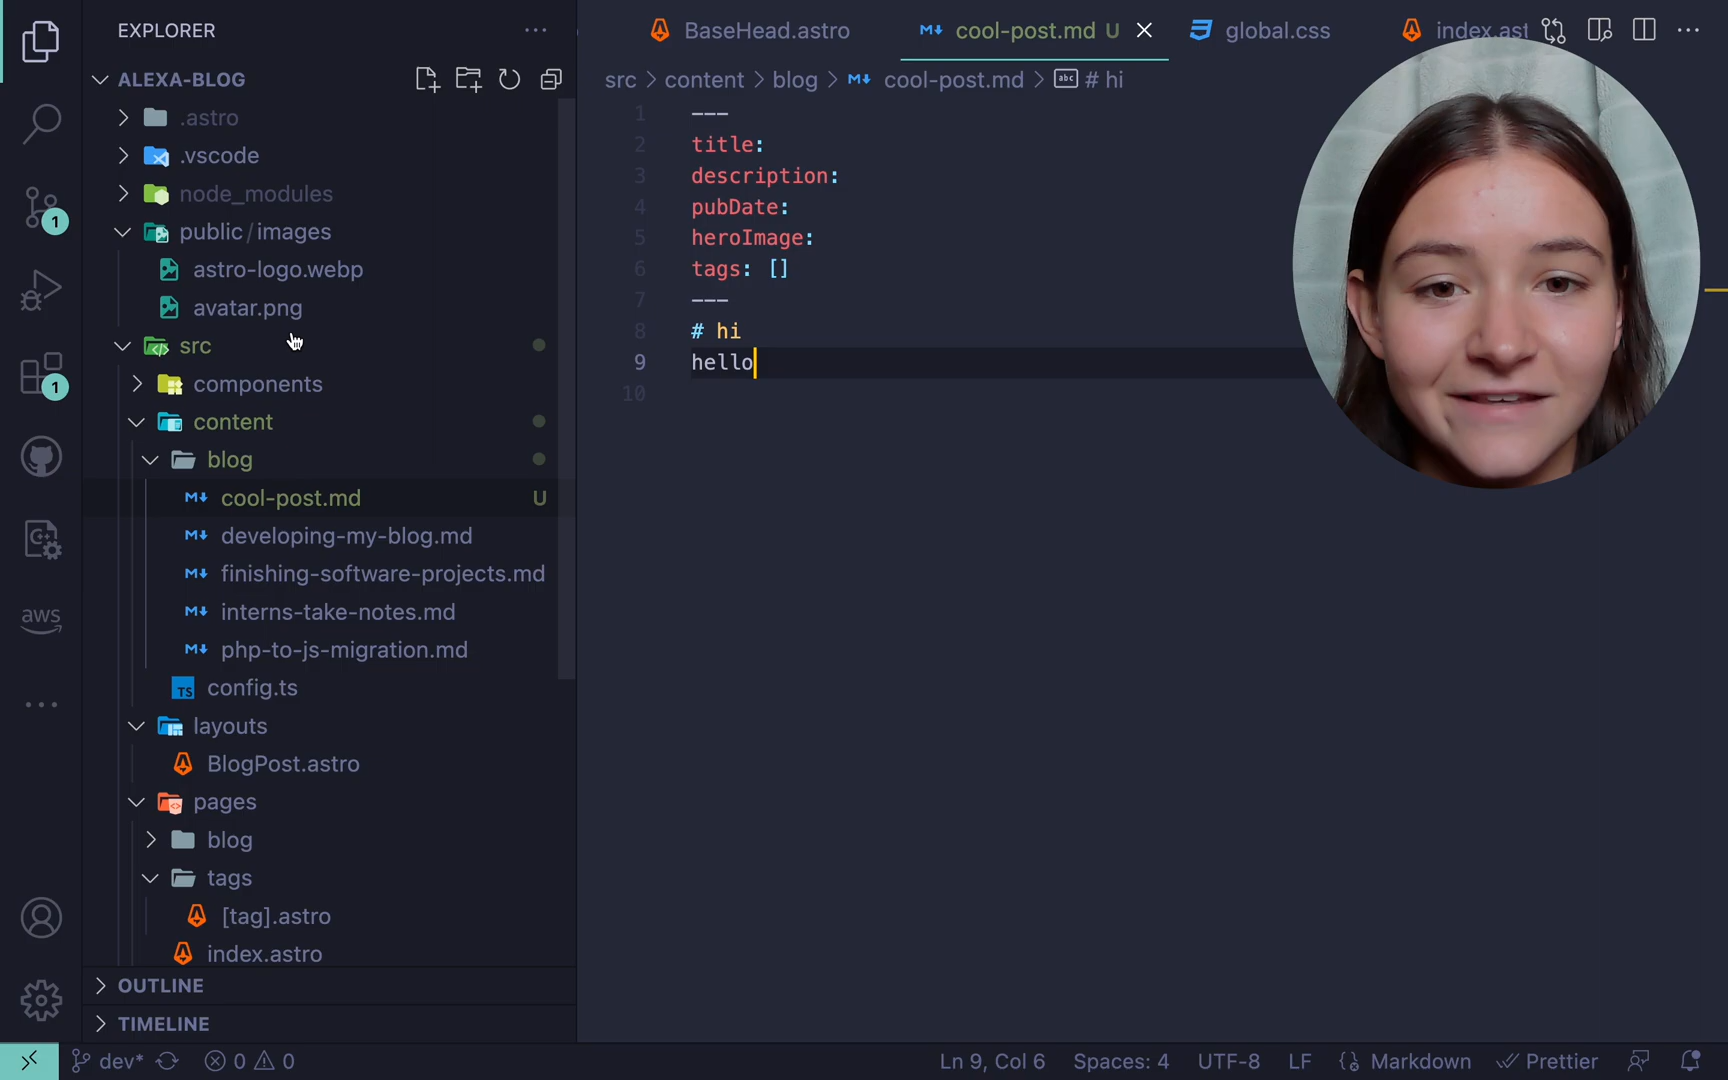 EXPLORER
ALEXA-BLOG
.astro
.vscode
node_modules
public / images
astro-logo.webp
avatar.png
src
components
content
blog
cool-post.md U
developing-my-blog.md
finishing-software-projects.md
interns-take-notes.md
php-to-js-migration.md
TS config.ts
layouts
BlogPost.astro
pages
blog
tags
[tag].astro
index.astro
OUTLINE
TIMELINE
1
1
aws
BaseHead.astro
cool-post.md U
global.css
index.ast
src > content > blog > cool-post.md > abc # hi
1 ---
2 title:
3 description:
4 pubDate:
5 heroImage:
6 tags: []
7 ---
8 # hi
9 hello
10
dev* 0 0
Ln 9, Col 6 Spaces: 4 UTF-8 LF Markdown Prettier